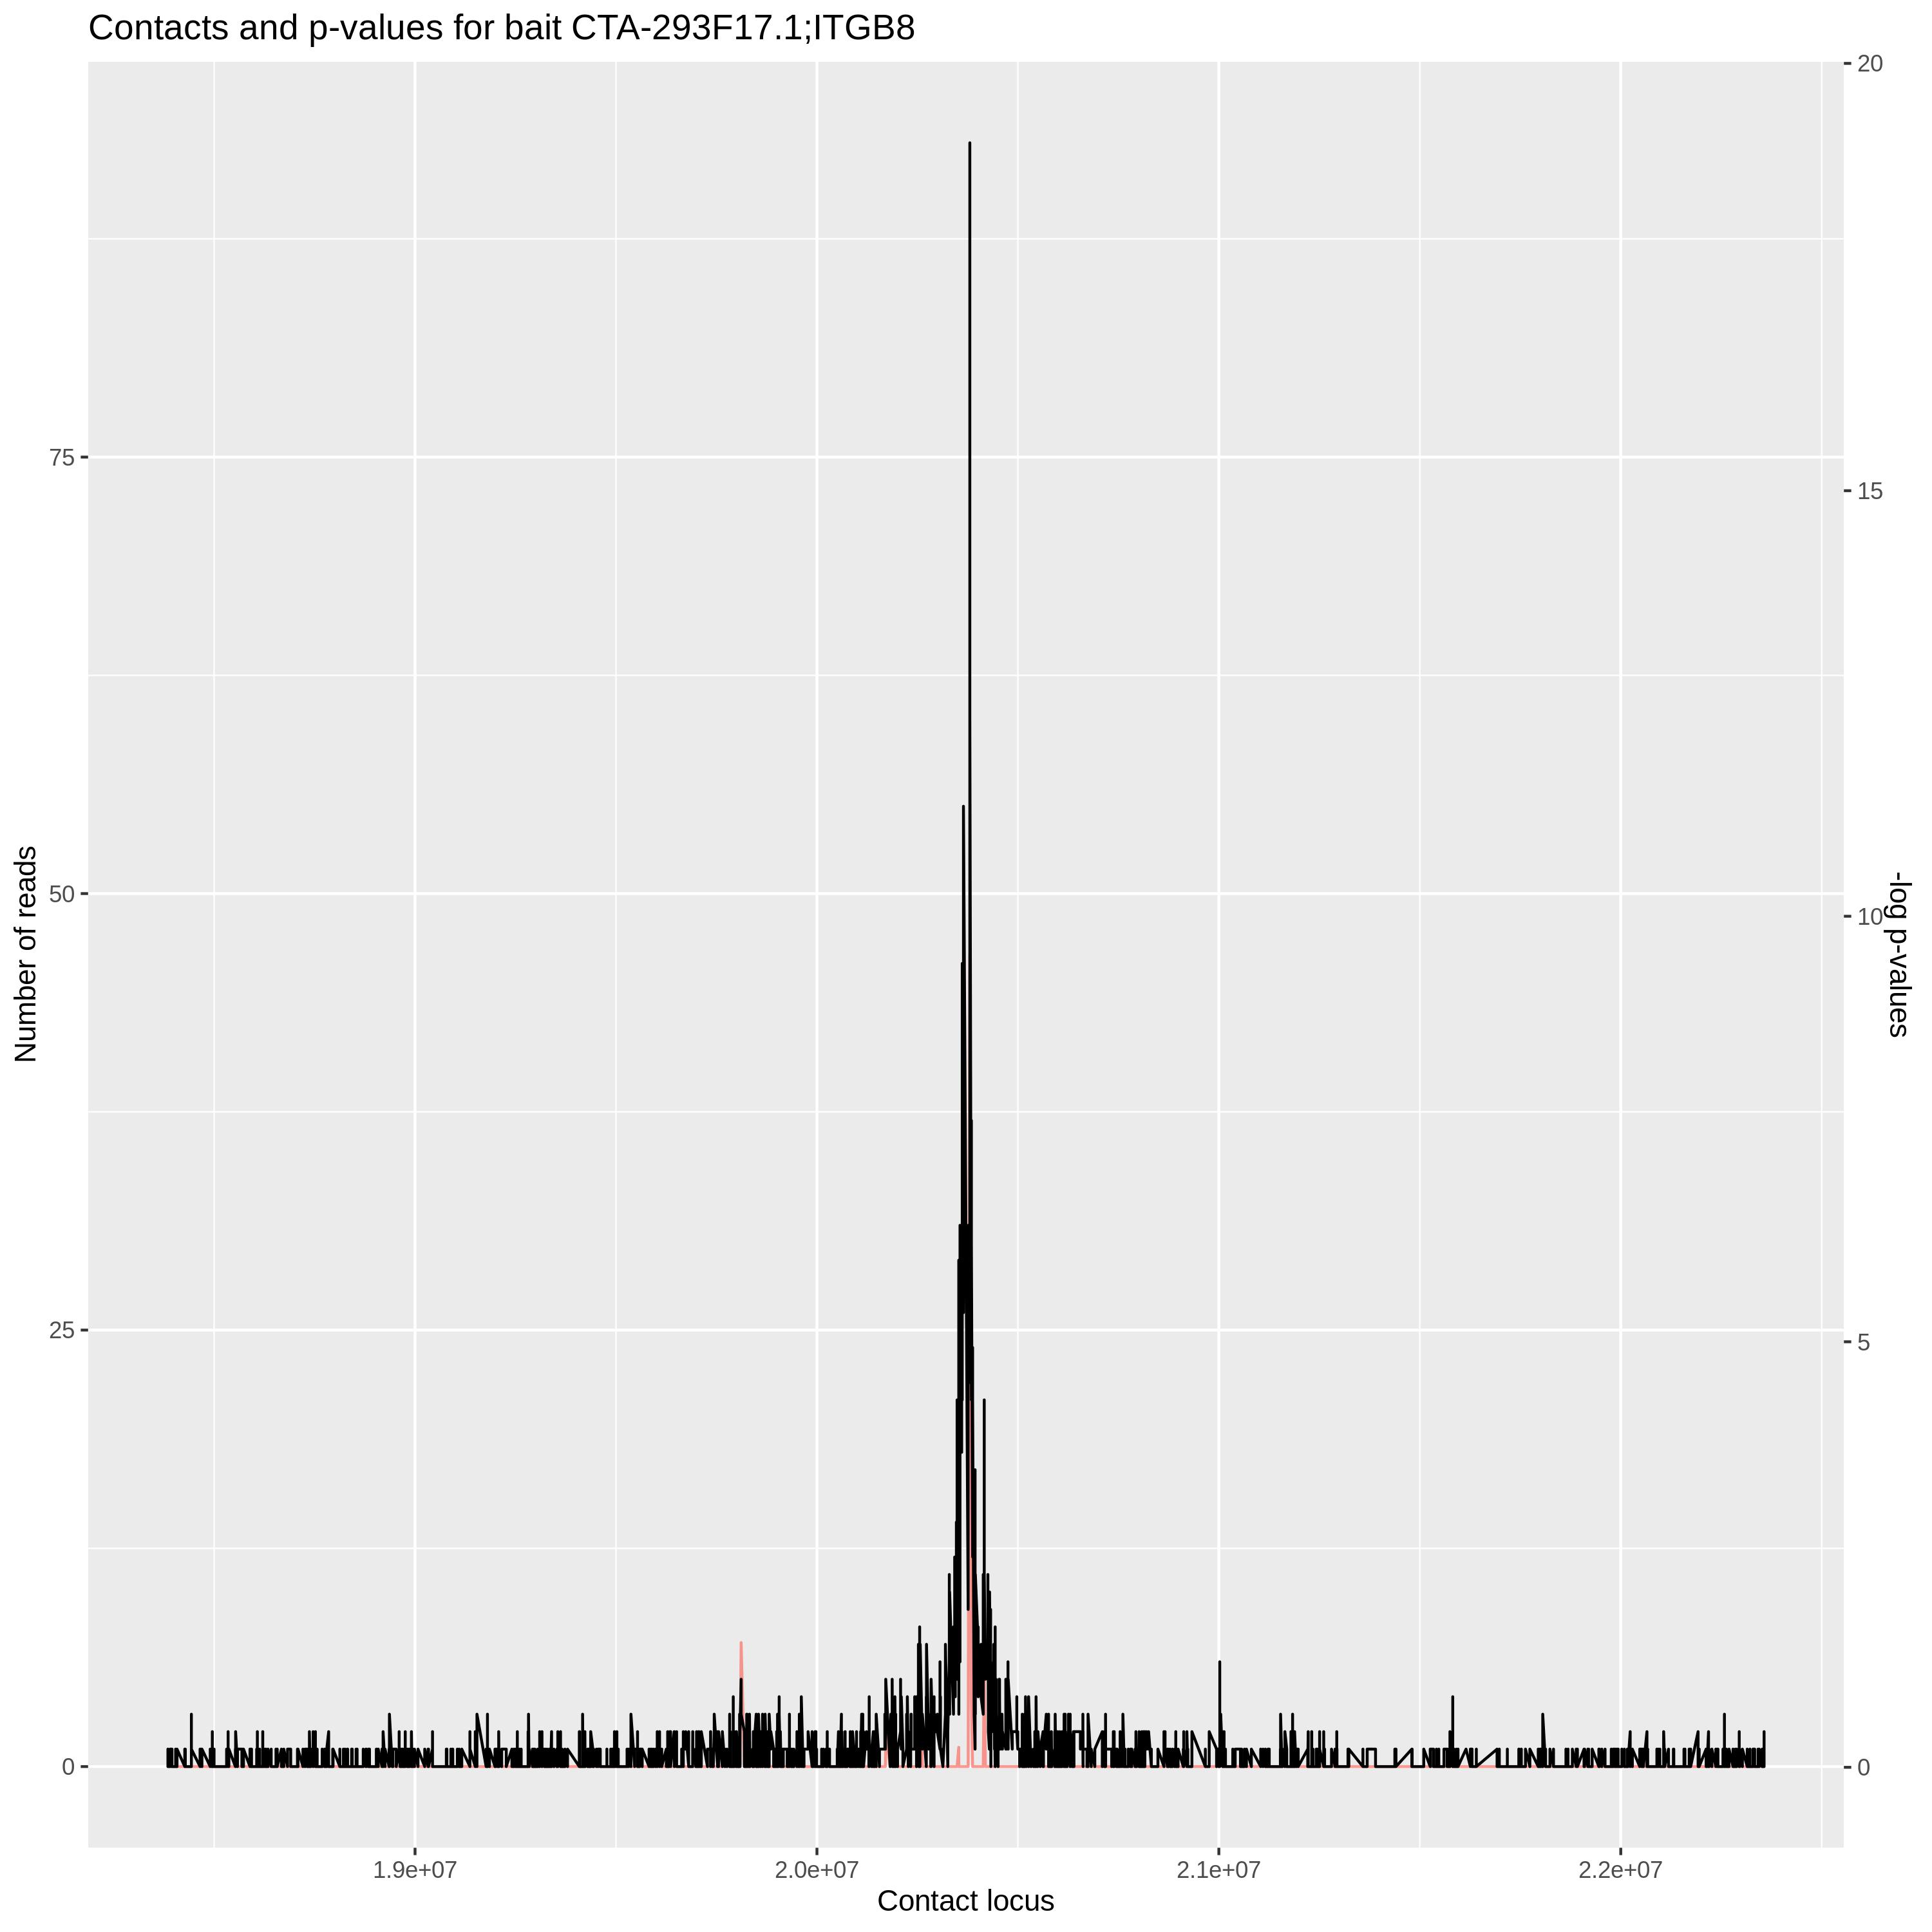 Contacts and p-values for bait CTA-293F17.1;ITGB8
20
75
15
50
10
25
5
0
0
Number of reads
-log p-values
1.9e+07
2.0e+07
2.1e+07
2.2e+07
Contact locus